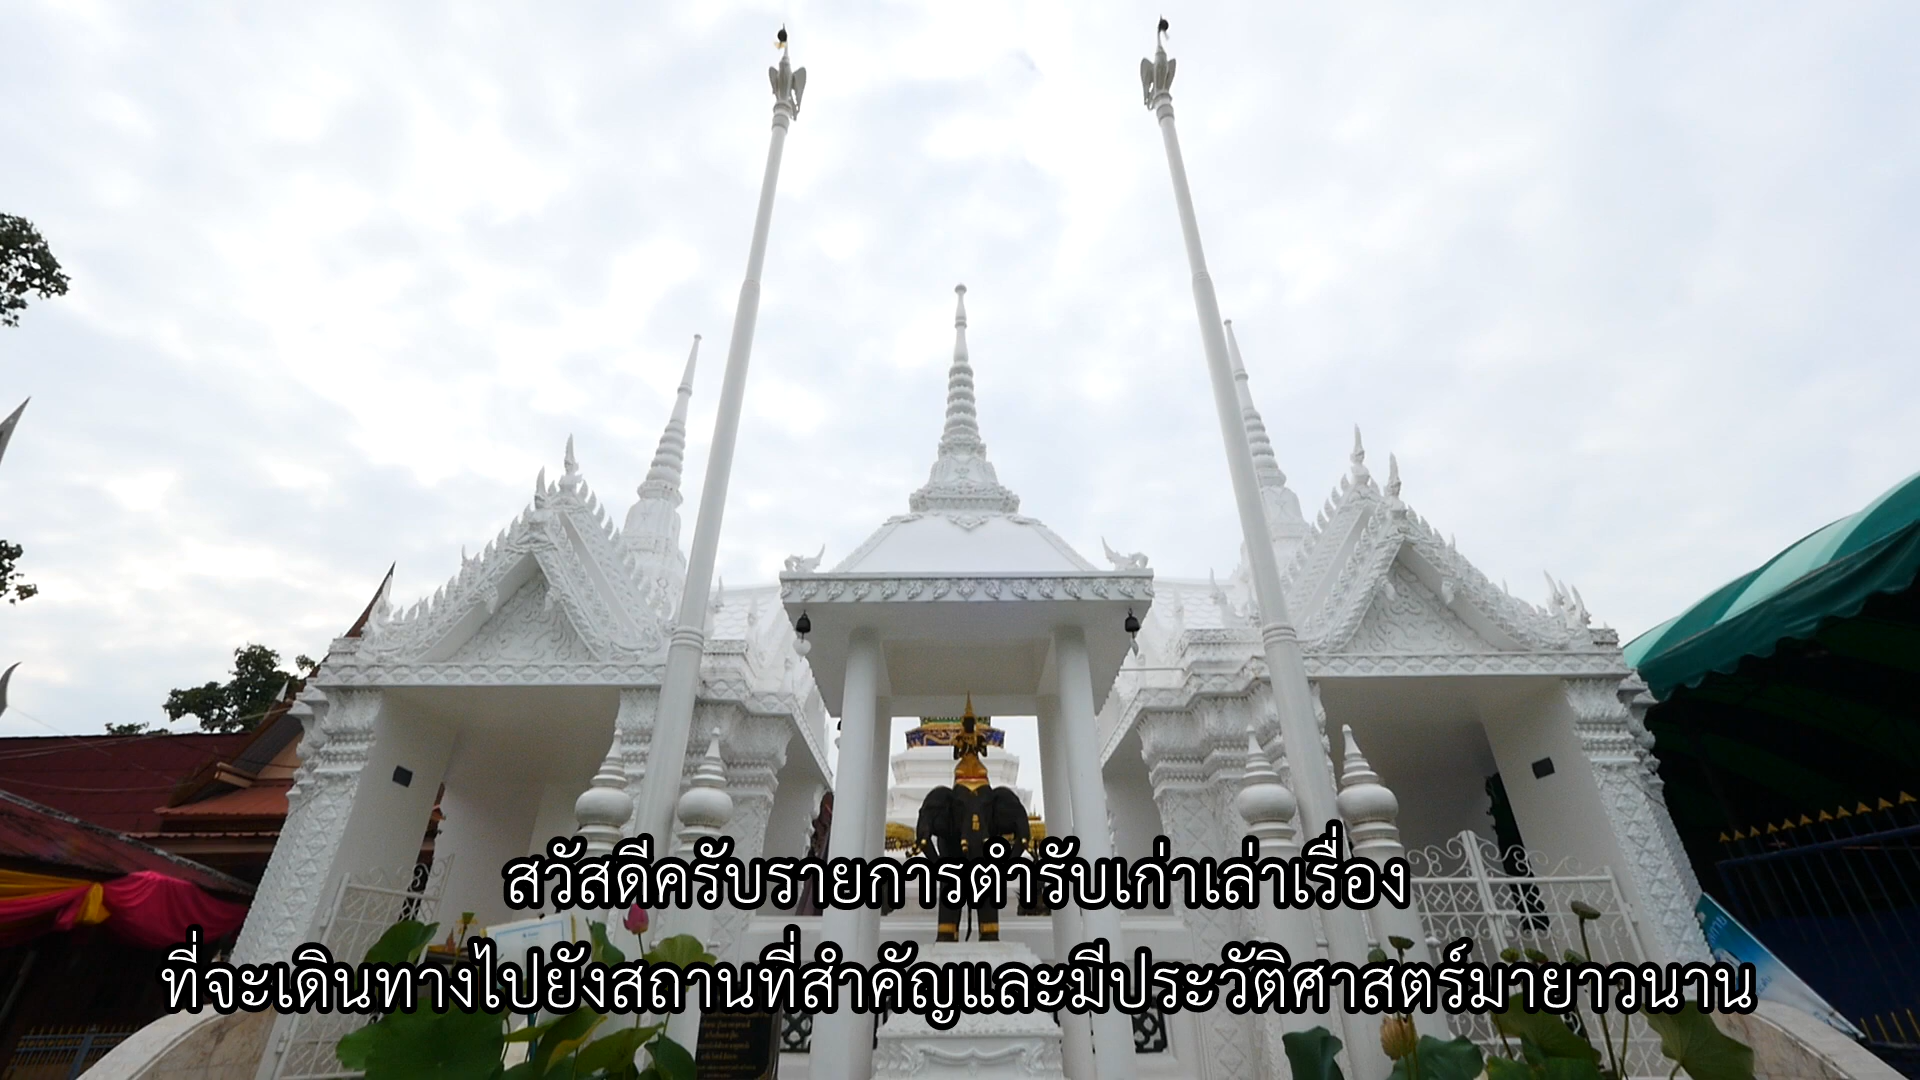 สวัสดีครับรายการตำรับเก่าเล่าเรื่อง
ที่จะเดินทางไปยังสถานที่สำคัญและมีประวัติศาสตร์มายาวนาน